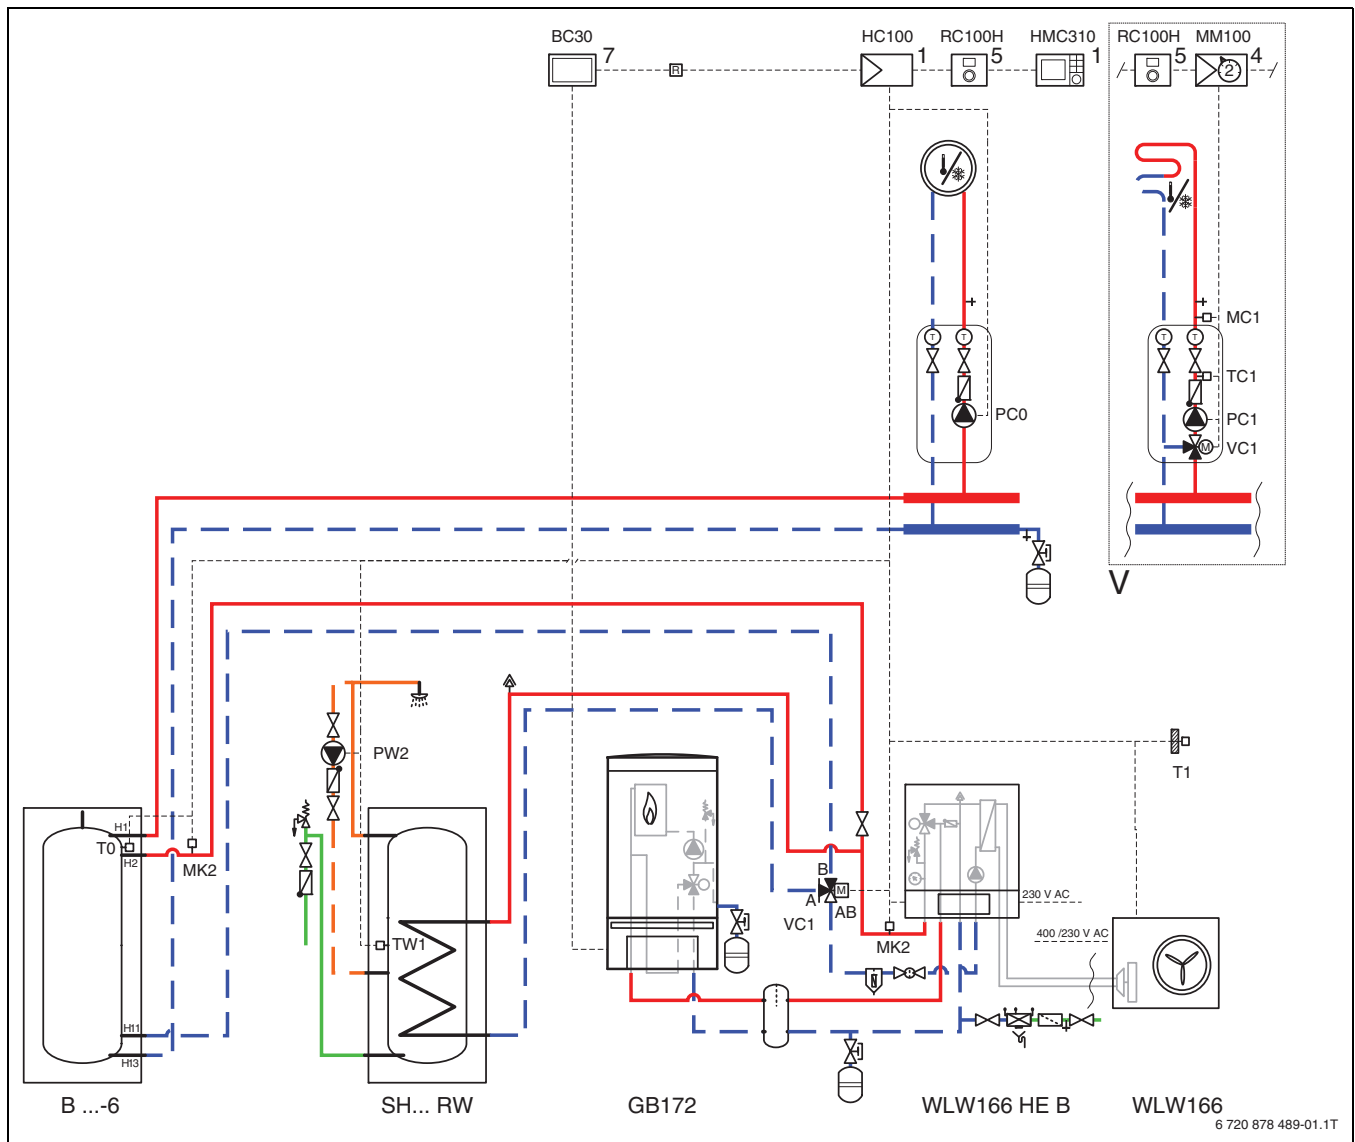 BC30
7
R
HC100
1
RC100H
5
HMC310
1
RC100H
5
MM100
2
4
T
T
PC0
T
T
MC1
TC1
PC1
M
VC1
V
PW2
T1
H1
T0
H2
MK2
B
M
A
AB
VC1
TW1
MK2
230 V AC
400 /230 V AC
H11
H13
B ...-6
SH... RW
GB172
WLW166 HE B
WLW166
6 720 878 489-01.1T